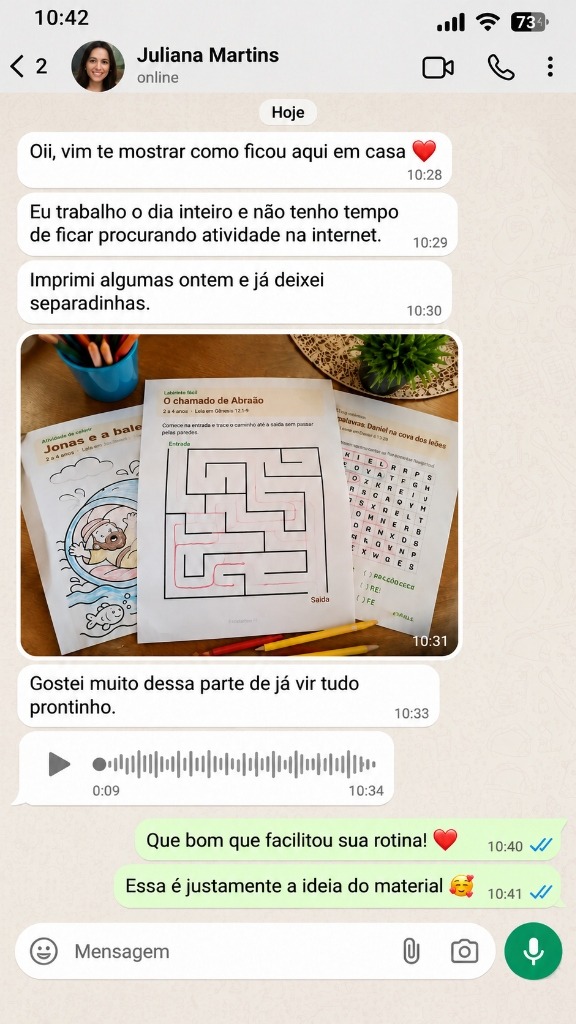 10:42
73
2
Juliana Martins
online
Hoje
Oii, vim te mostrar como ficou aqui em casa ❤️
10:28
Eu trabalho o dia inteiro e não tenho tempo
de ficar procurando atividade na internet.
10:29
Imprimi algumas ontem e já deixei
separadinhas.
10:30
Atividade de colorir
Jonas e a bale
2 a 4 anos
Labirinto fácil
O chamado de Abraão
2 a 4 anos · Leia em Gênesis 12:1-9
Comece na entrada e trace o caminho até a saída sem passar
pelas paredes.
Entrada
Saída
palavras: Daniel na cova dos leões
10:31
Gostei muito dessa parte de já vir tudo
prontinho.
10:33
0:09
10:34
Que bom que facilitou sua rotina! ❤️
10:40
Essa é justamente a ideia do material 🥰
10:41
Mensagem